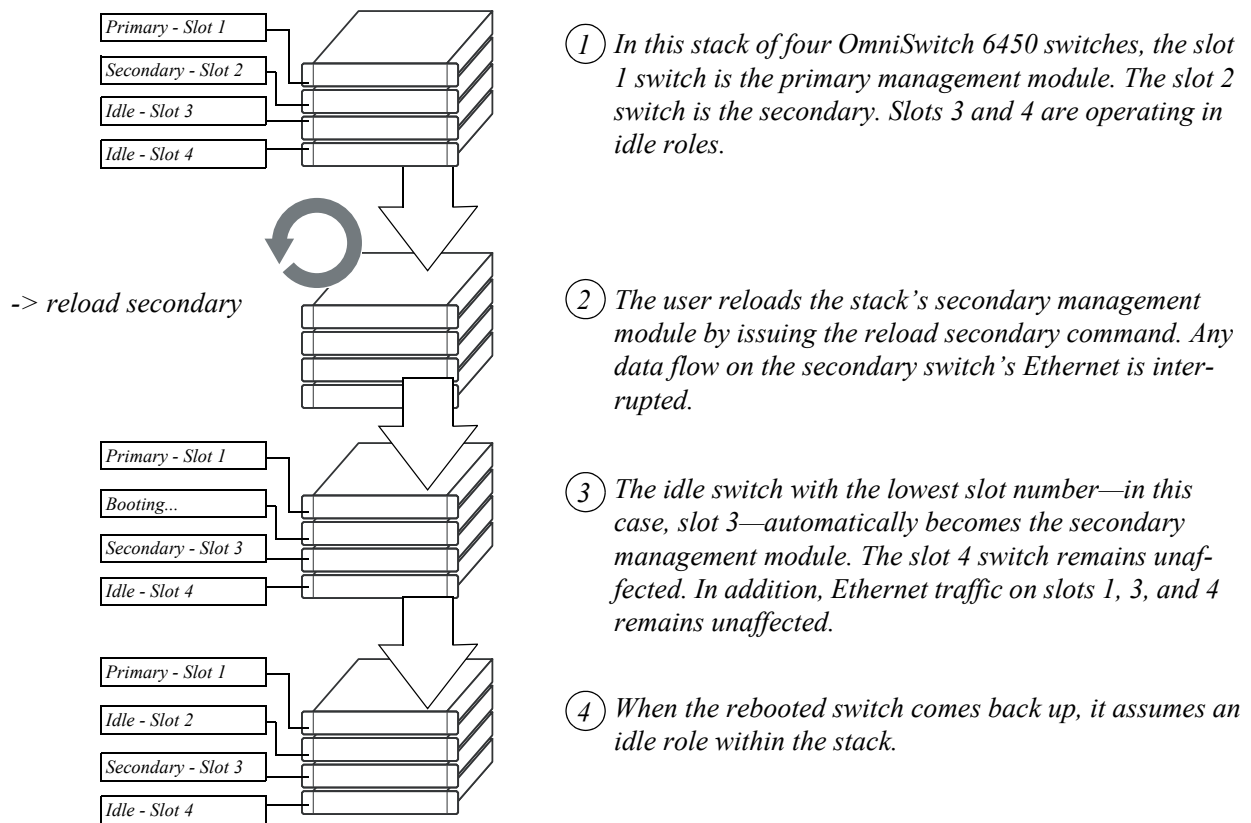 Primary - Slot 1
Secondary - Slot 2
Idle - Slot 3
Idle - Slot 4
1 In this stack of four OmniSwitch 6450 switches, the slot
1 switch is the primary management module. The slot 2
switch is the secondary. Slots 3 and 4 are operating in
idle roles.
-> reload secondary
2 The user reloads the stack’s secondary management
module by issuing the reload secondary command. Any
data flow on the secondary switch’s Ethernet is inter-
rupted.
Primary - Slot 1
Booting...
Secondary - Slot 3
Idle - Slot 4
3 The idle switch with the lowest slot number—in this
case, slot 3—automatically becomes the secondary
management module. The slot 4 switch remains unaf-
fected. In addition, Ethernet traffic on slots 1, 3, and 4
remains unaffected.
Primary - Slot 1
Idle - Slot 2
Secondary - Slot 3
Idle - Slot 4
4 When the rebooted switch comes back up, it assumes an
idle role within the stack.